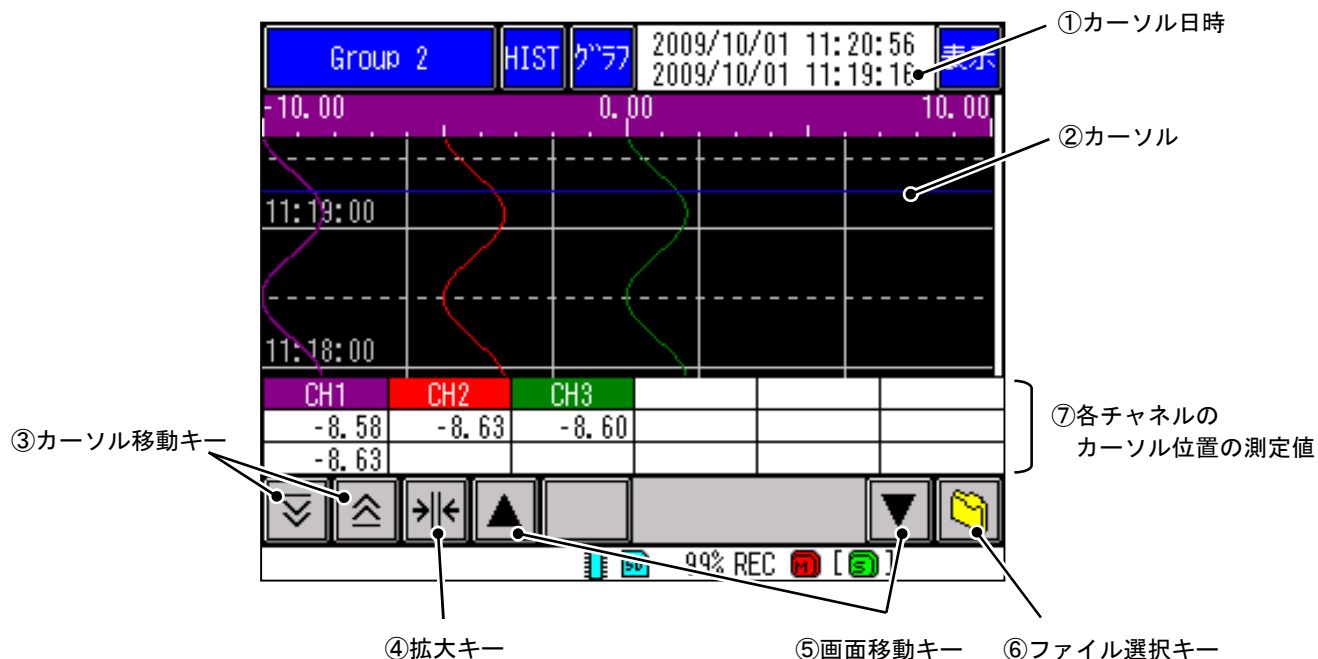 ①カーソル日時
Group 2
HIST
グラフ
2009/10/01 11:20:56
2009/10/01 11:19:16
表示
-10.00 0.00 10.00
②カーソル
11:19:00
11:18:00
CH1 CH2 CH3
-8.58 -8.63 -8.60
-8.63
⑦各チャネルの
カーソル位置の測定値
③カーソル移動キー
SD 99% REC M [S]
④拡大キー
⑤画面移動キー
⑥ファイル選択キー